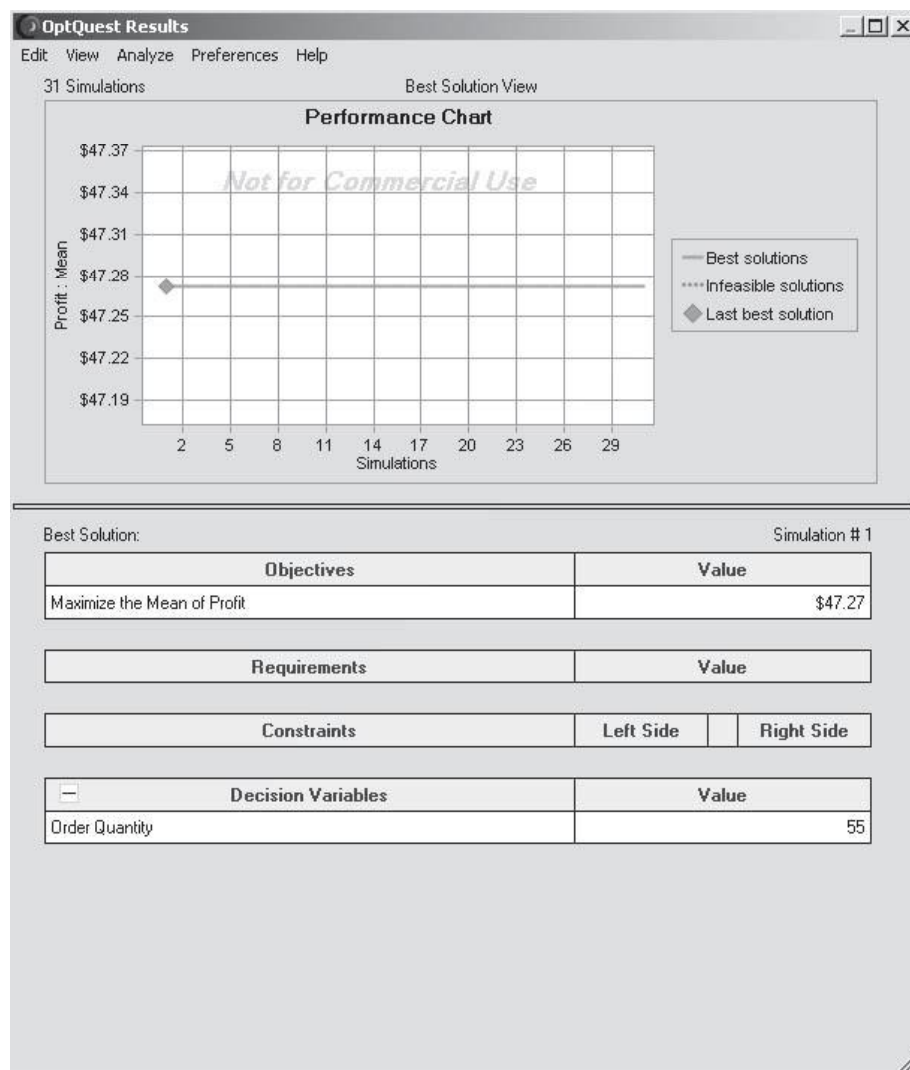 OptQuest Results
Edit View Analyze Preferences Help
31 Simulations Best Solution View
Performance Chart
$47.37
$47.34
$47.31
$47.28
$47.25
$47.22
$47.19
Profit : Mean
Not for Commercial Use
2 5 8 11 14 17 20 23 26 29
Simulations
Best solutions
Infeasible solutions
Last best solution
Best Solution: Simulation # 1
Objectives Value
Maximize the Mean of Profit $47.27
Requirements Value
Constraints Left Side Right Side
Decision Variables Value
Order Quantity 55